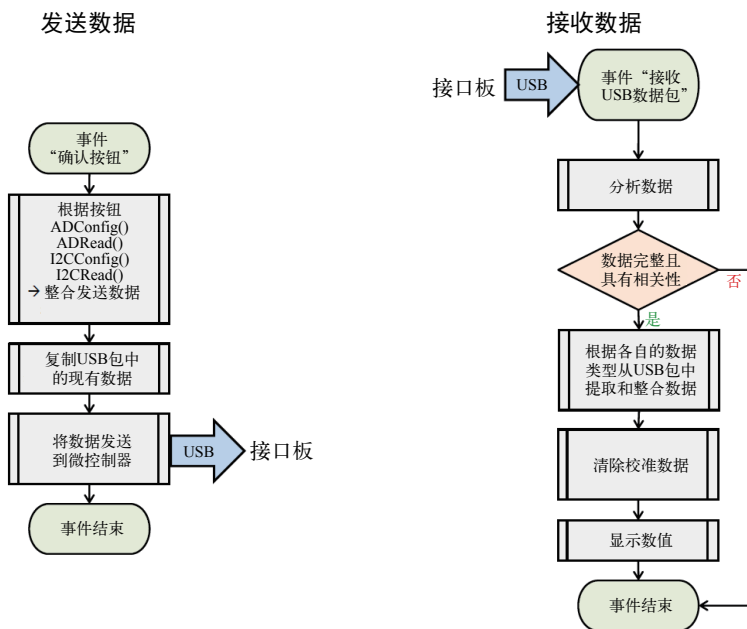 发送数据
事件
“确认按钮”
根据按钮
ADConfig()
ADRead()
I2CConfig()
I2CRead()
→ 整合发送数据
复制USB包中
的现有数据
将数据发送
到微控制器
USB
接口板
事件结束
接收数据
接口板
USB
事件“接收
USB数据包”
分析数据
数据完整且
具有相关性
否
是
根据各自的数据
类型从USB包中
提取和整合数据
清除校准数据
显示数值
事件结束